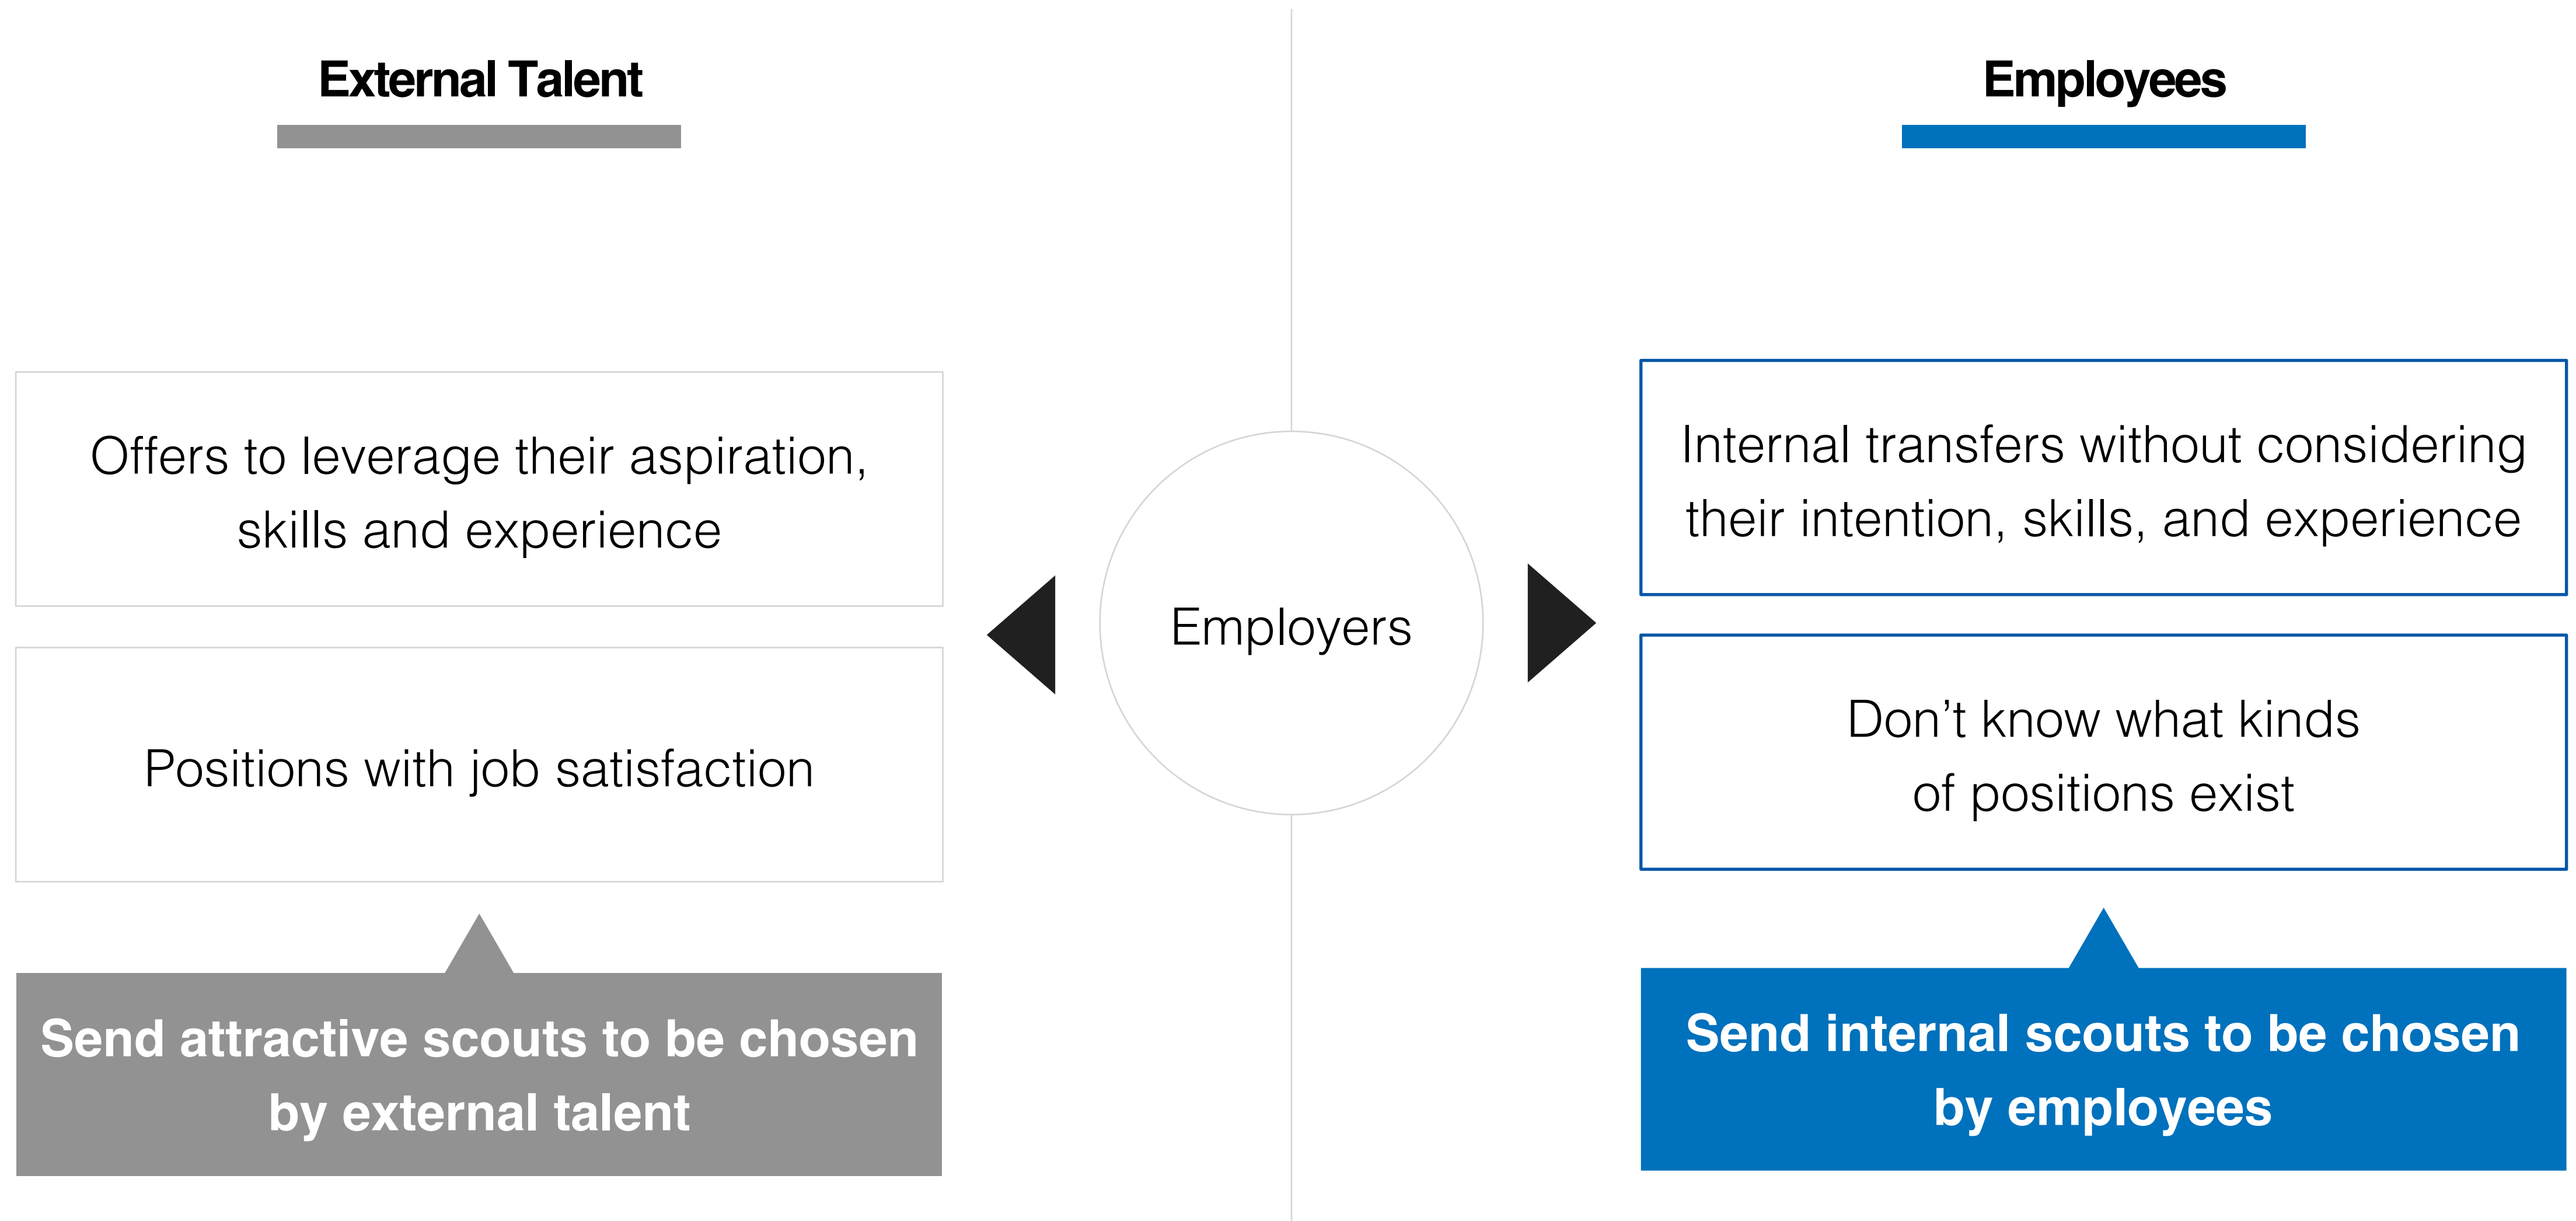 External Talent
Offers to leverage their aspiration,
skills and experience
Positions with job satisfaction
Send attractive scouts to be chosen
by external talent
Employers
Employees
Internal transfers without considering
their intention, skills, and experience
Don’t know what kinds
of positions exist
Send internal scouts to be chosen
by employees